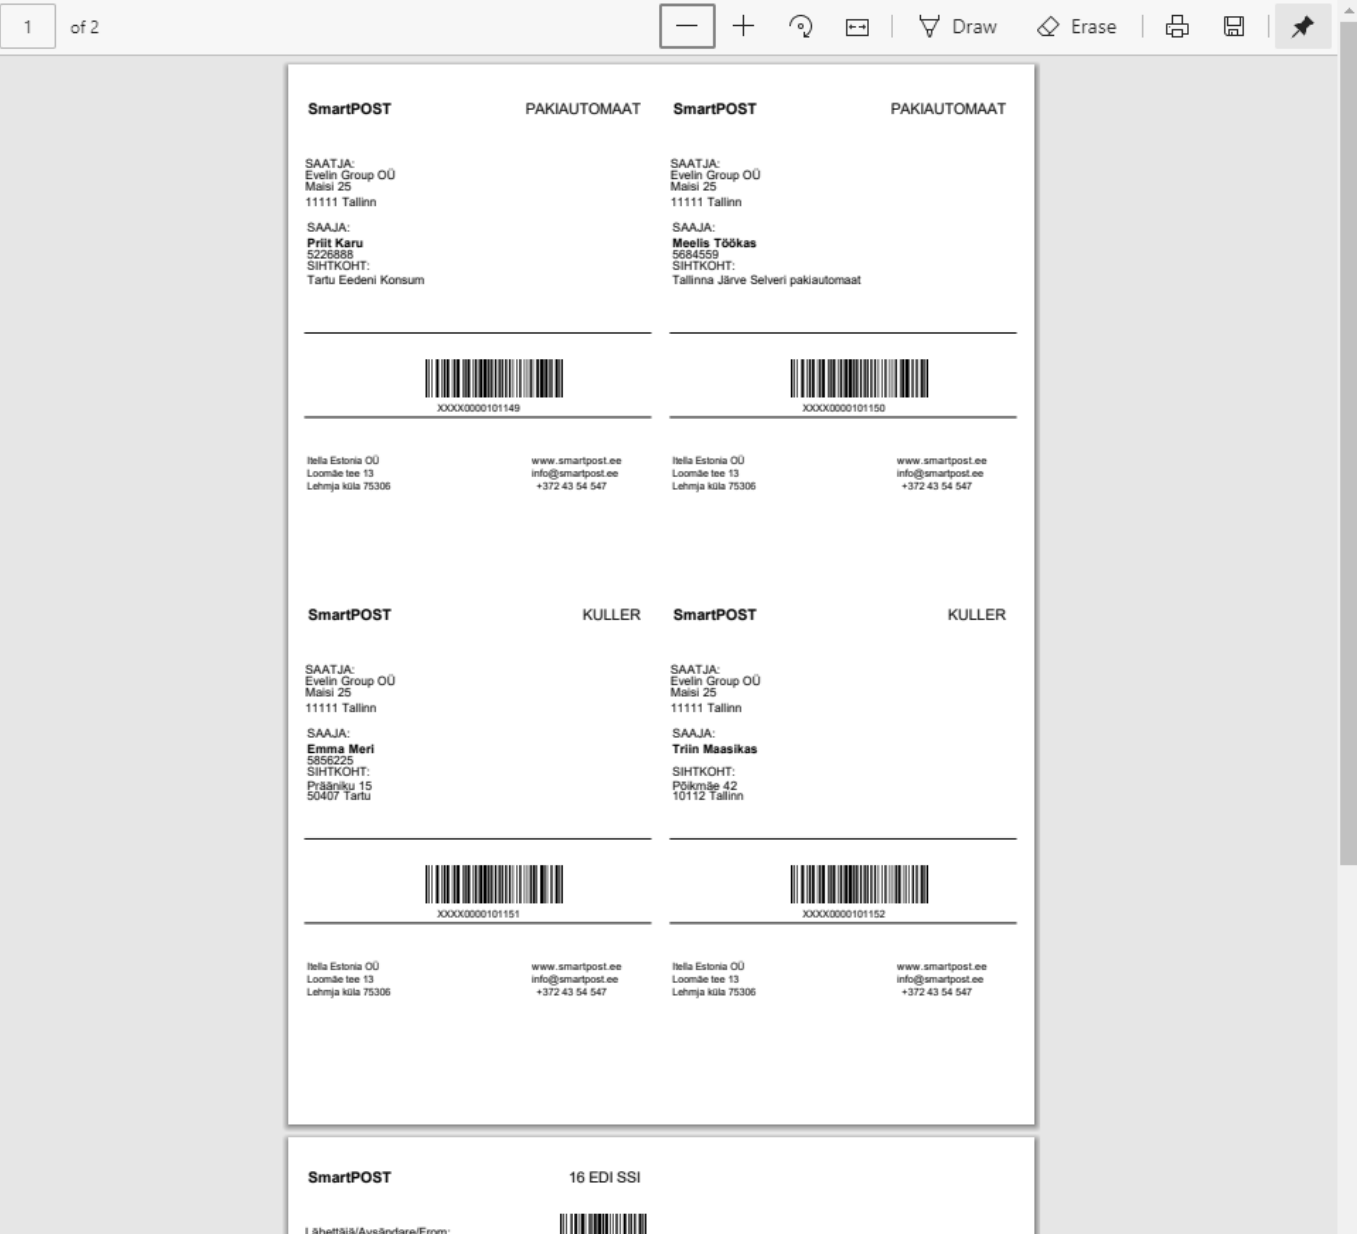 1 of 2 Draw Erase
SmartPOST PAKIAUTOMAAT
SAATJA:
Evelin Group OÜ
Maisi 25
11111 Tallinn
SAAJA:
Priit Karu
5226888
SIHTKOHT:
Tartu Eedeni Konsum
XXXX0000101149
Itella Estonia OÜ
Loomäe tee 13
Lehmja küla 75306
www.smartpost.ee
info@smartpost.ee
+372 43 54 547
SmartPOST PAKIAUTOMAAT
SAATJA:
Evelin Group OÜ
Maisi 25
11111 Tallinn
SAAJA:
Meelis Töökas
5684559
SIHTKOHT:
Tallinna Järve Selveri pakiautomaat
XXXX0000101150
Itella Estonia OÜ
Loomäe tee 13
Lehmja küla 75306
www.smartpost.ee
info@smartpost.ee
+372 43 54 547
SmartPOST KULLER
SAATJA:
Evelin Group OÜ
Maisi 25
11111 Tallinn
SAAJA:
Emma Meri
5856225
SIHTKOHT:
Prääniku 15
50407 Tartu
XXXX0000101151
Itella Estonia OÜ
Loomäe tee 13
Lehmja küla 75306
www.smartpost.ee
info@smartpost.ee
+372 43 54 547
SmartPOST KULLER
SAATJA:
Evelin Group OÜ
Maisi 25
11111 Tallinn
SAAJA:
Triin Maasikas
SIHTKOHT:
Põikmäe 42
10112 Tallinn
XXXX0000101152
Itella Estonia OÜ
Loomäe tee 13
Lehmja küla 75306
www.smartpost.ee
info@smartpost.ee
+372 43 54 547
SmartPOST 16 EDI SSI
Lähettäjä/Avsändare/From: